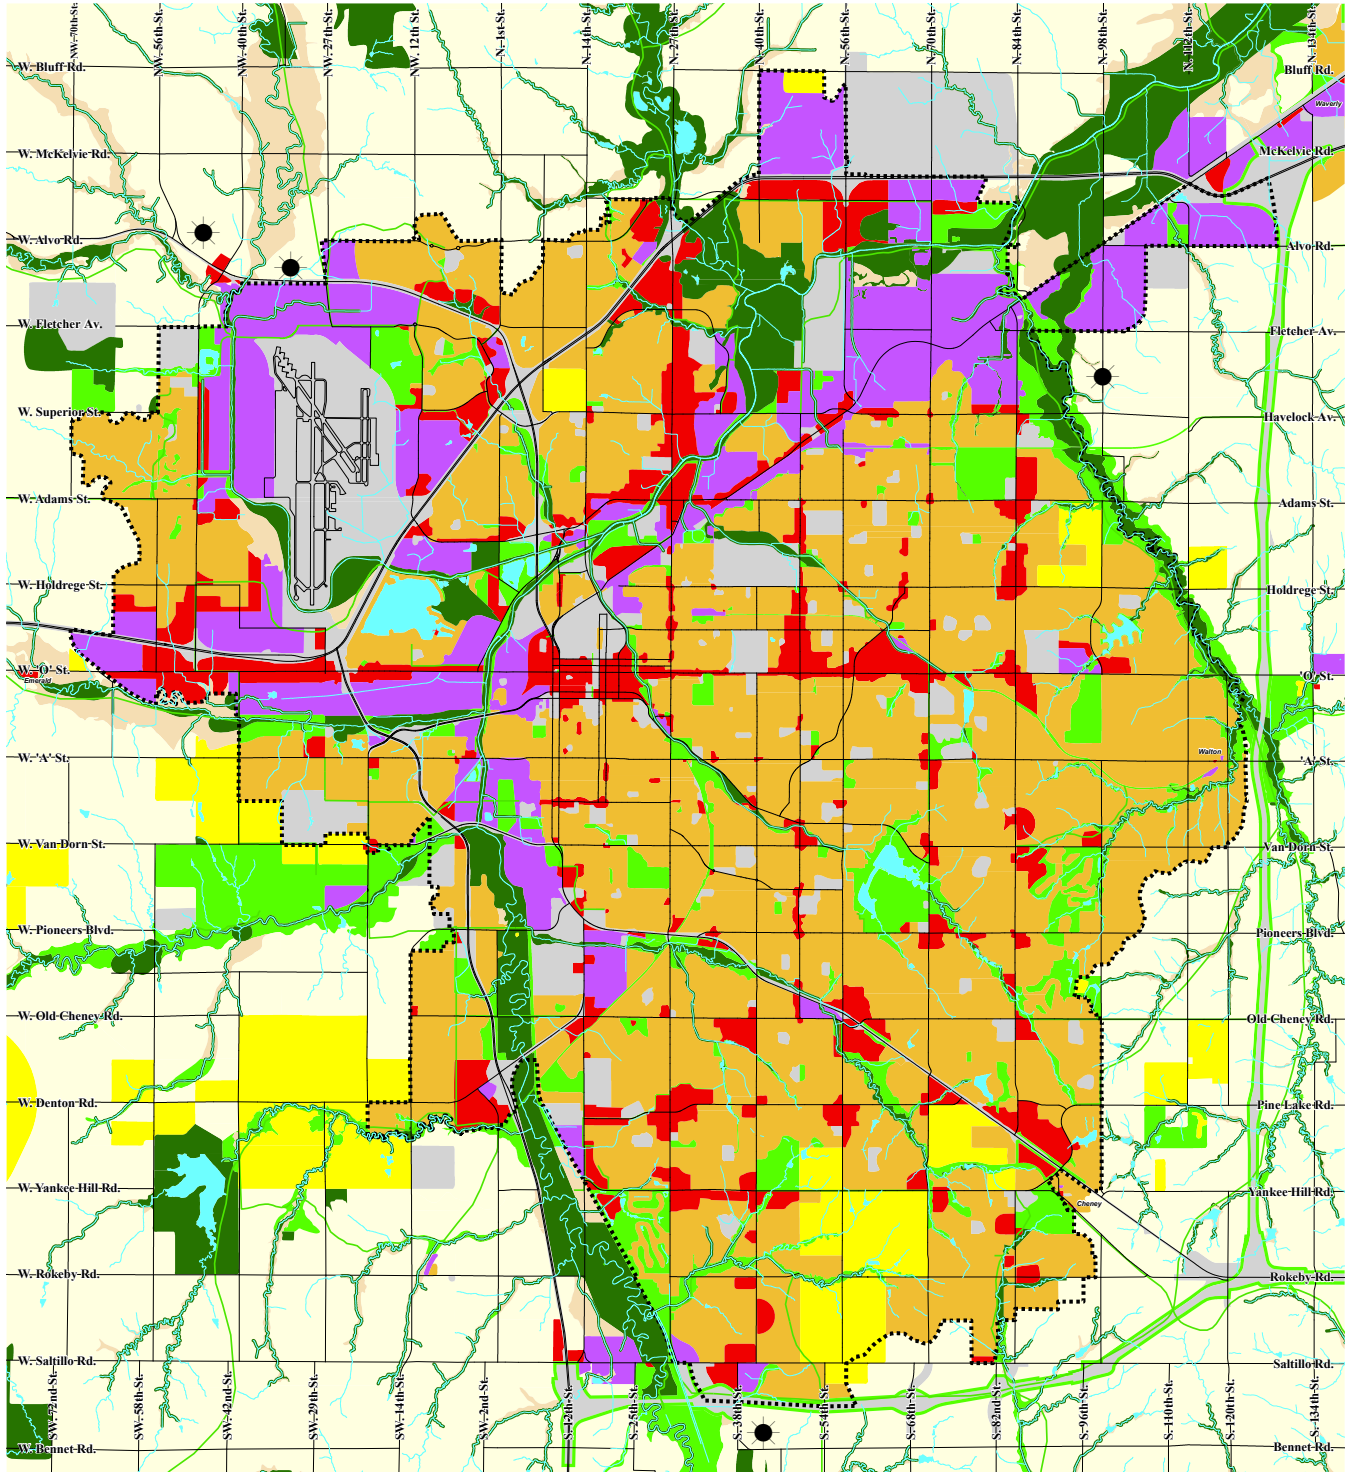 NW. 70th St.
NW. 56th St.
NW. 40th St.
NW. 27th St.
NW. 12th St.
N. 1st St.
N. 14th St.
N. 27th St.
N. 40th St.
N. 56th St.
N. 70th St.
N. 84th St.
N. 98th St.
N. 112th St.
N. 134th St.
W. Bluff Rd.
Bluff Rd.
Waverly
W. McKelvie Rd.
McKelvie Rd.
W. Alvo Rd.
Alvo Rd.
W. Fletcher Av.
Fletcher Av.
W. Superior St.
Havelock Av.
W. Adams St.
Adams St.
W. Holdrege St.
Holdrege St.
W. 'O' St.
'O' St.
Emerald
Walton
W. 'A' St.
'A' St.
W. Van Dorn St.
Van Dorn St.
W. Pioneers Blvd.
Pioneers Blvd.
W. Old Cheney Rd.
Old Cheney Rd.
W. Denton Rd.
Pine Lake Rd.
W. Yankee Hill Rd.
Yankee Hill Rd.
Cheney
W. Rokeby Rd.
Rokeby Rd.
W. Saltillo Rd.
Saltillo Rd.
SW. 72nd St.
SW. 58th St.
SW. 42nd St.
SW. 29th St.
SW. 14th St.
SW. 2nd St.
S. 12th St.
S. 25th St.
S. 38th St.
S. 54th St.
S. 68th St.
S. 82nd St.
S. 96th St.
S. 110th St.
S. 120th St.
S. 134th St.
W. Bennet Rd.
Bennet Rd.